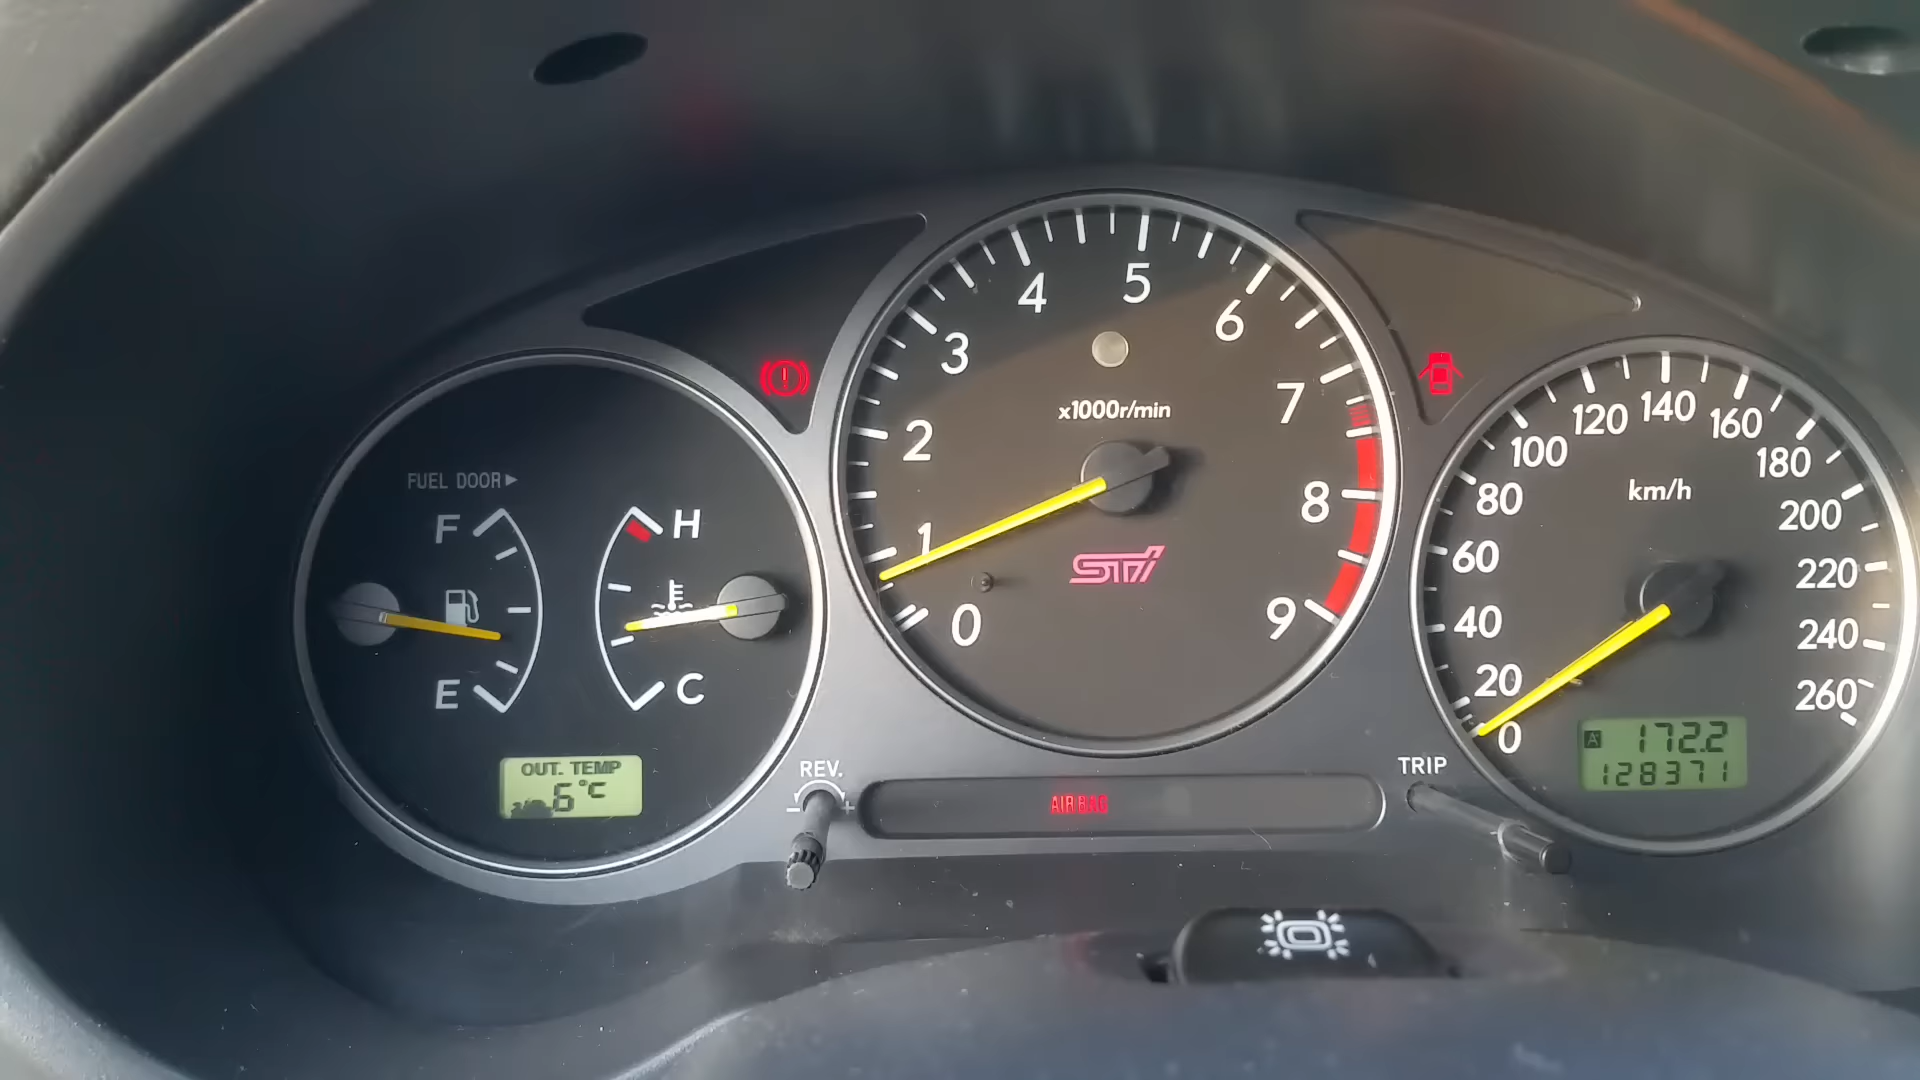 FUEL DOOR▶
F
E
H
C
OUT. TEMP
6°C
0
1
2
3
4
5
6
7
8
9
x1000r/min
STi
REV.
- +
AIRBAG
TRIP
0
20
40
60
80
100
120
140
160
180
200
220
240
260
km/h
A 172.2
128371